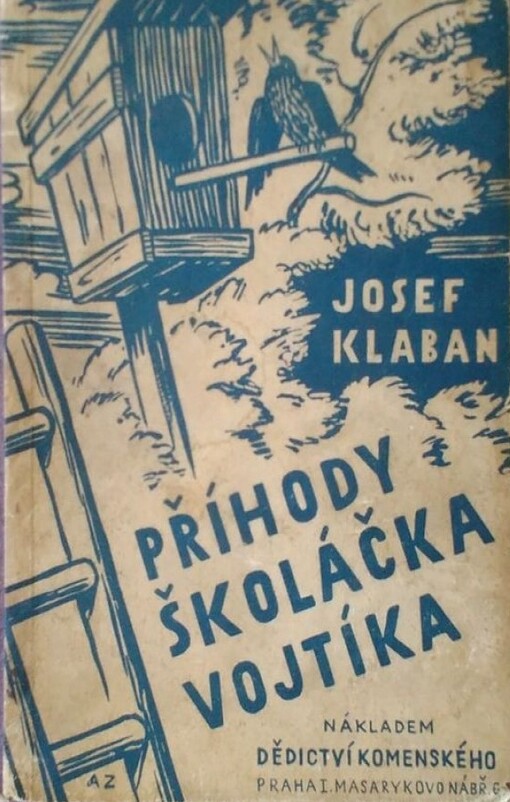 JOSEF
KLABAN
PŘÍHODY
ŠKOLÁČKA
VOJTÍKA
NÁKLADEM
DĚDICTVÍ KOMENSKÉHO
PRAHA I. MASARYKOVO NÁBŘ. 6
AZ